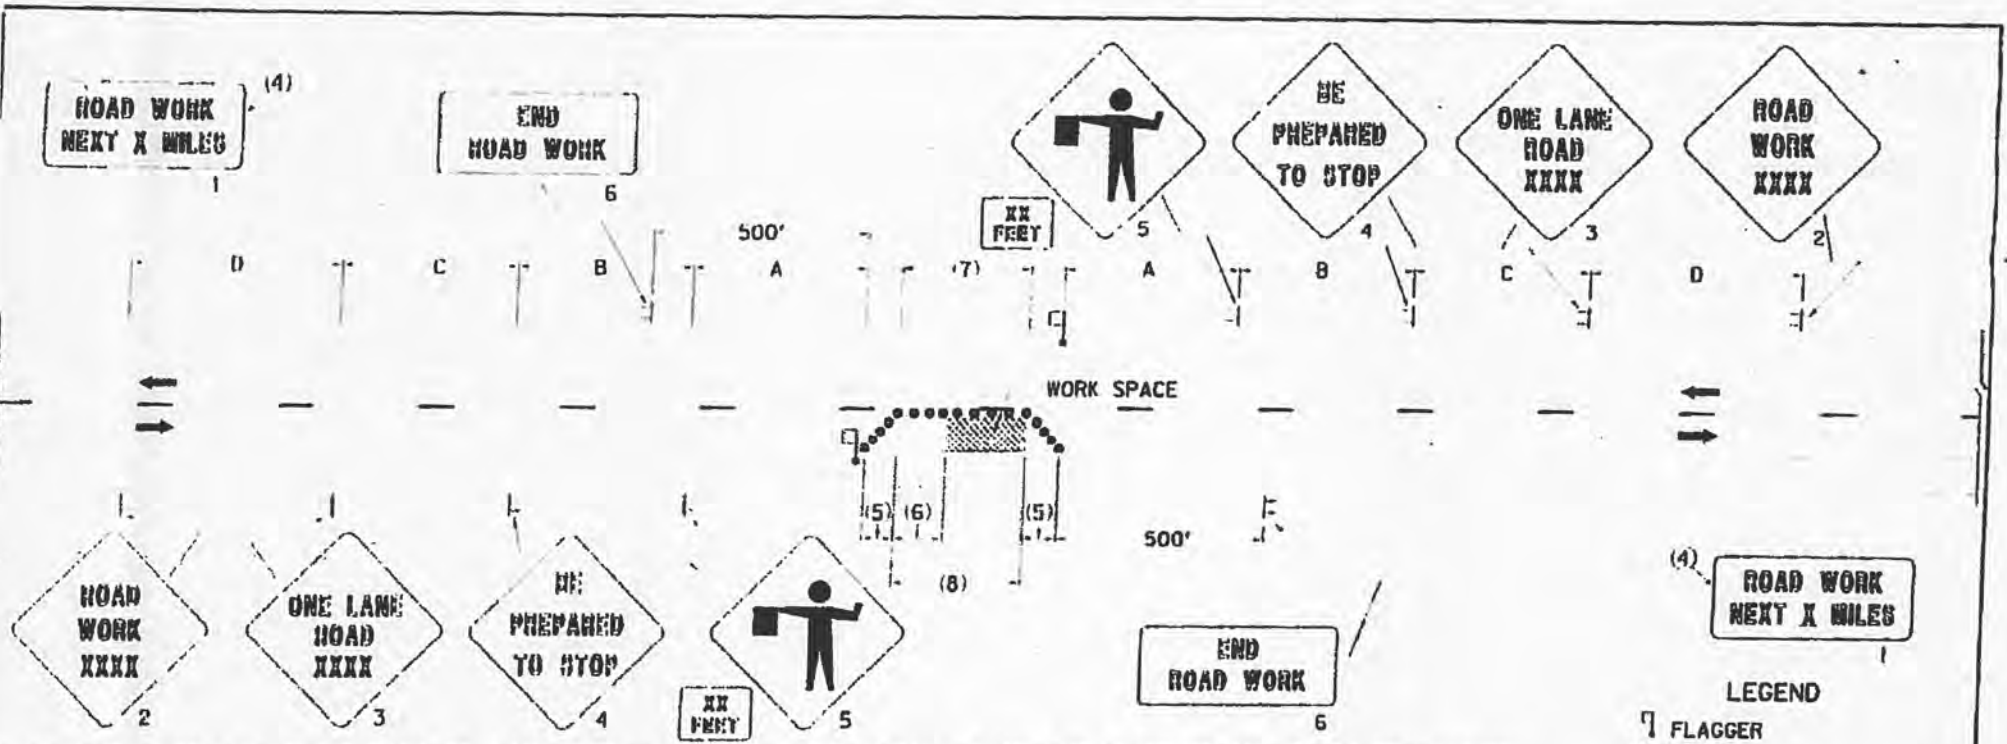 ROAD WORK
NEXT X MILES
(4)
1
END
ROAD WORK
6
XX
FEET
5
BE
PREPARED
TO STOP
4
ONE LANE
ROAD
XXXX
3
ROAD
WORK
XXXX
2
500'
D
C
B
A
(7)
A
B
C
D
WORK SPACE
(5)
(6)
(5)
(8)
500'
ROAD
WORK
XXXX
2
ONE LANE
ROAD
XXXX
3
BE
PREPARED
TO STOP
4
XX
FEET
5
END
ROAD WORK
6
(4)
ROAD WORK
NEXT X MILES
1
LEGEND
FLAGGER